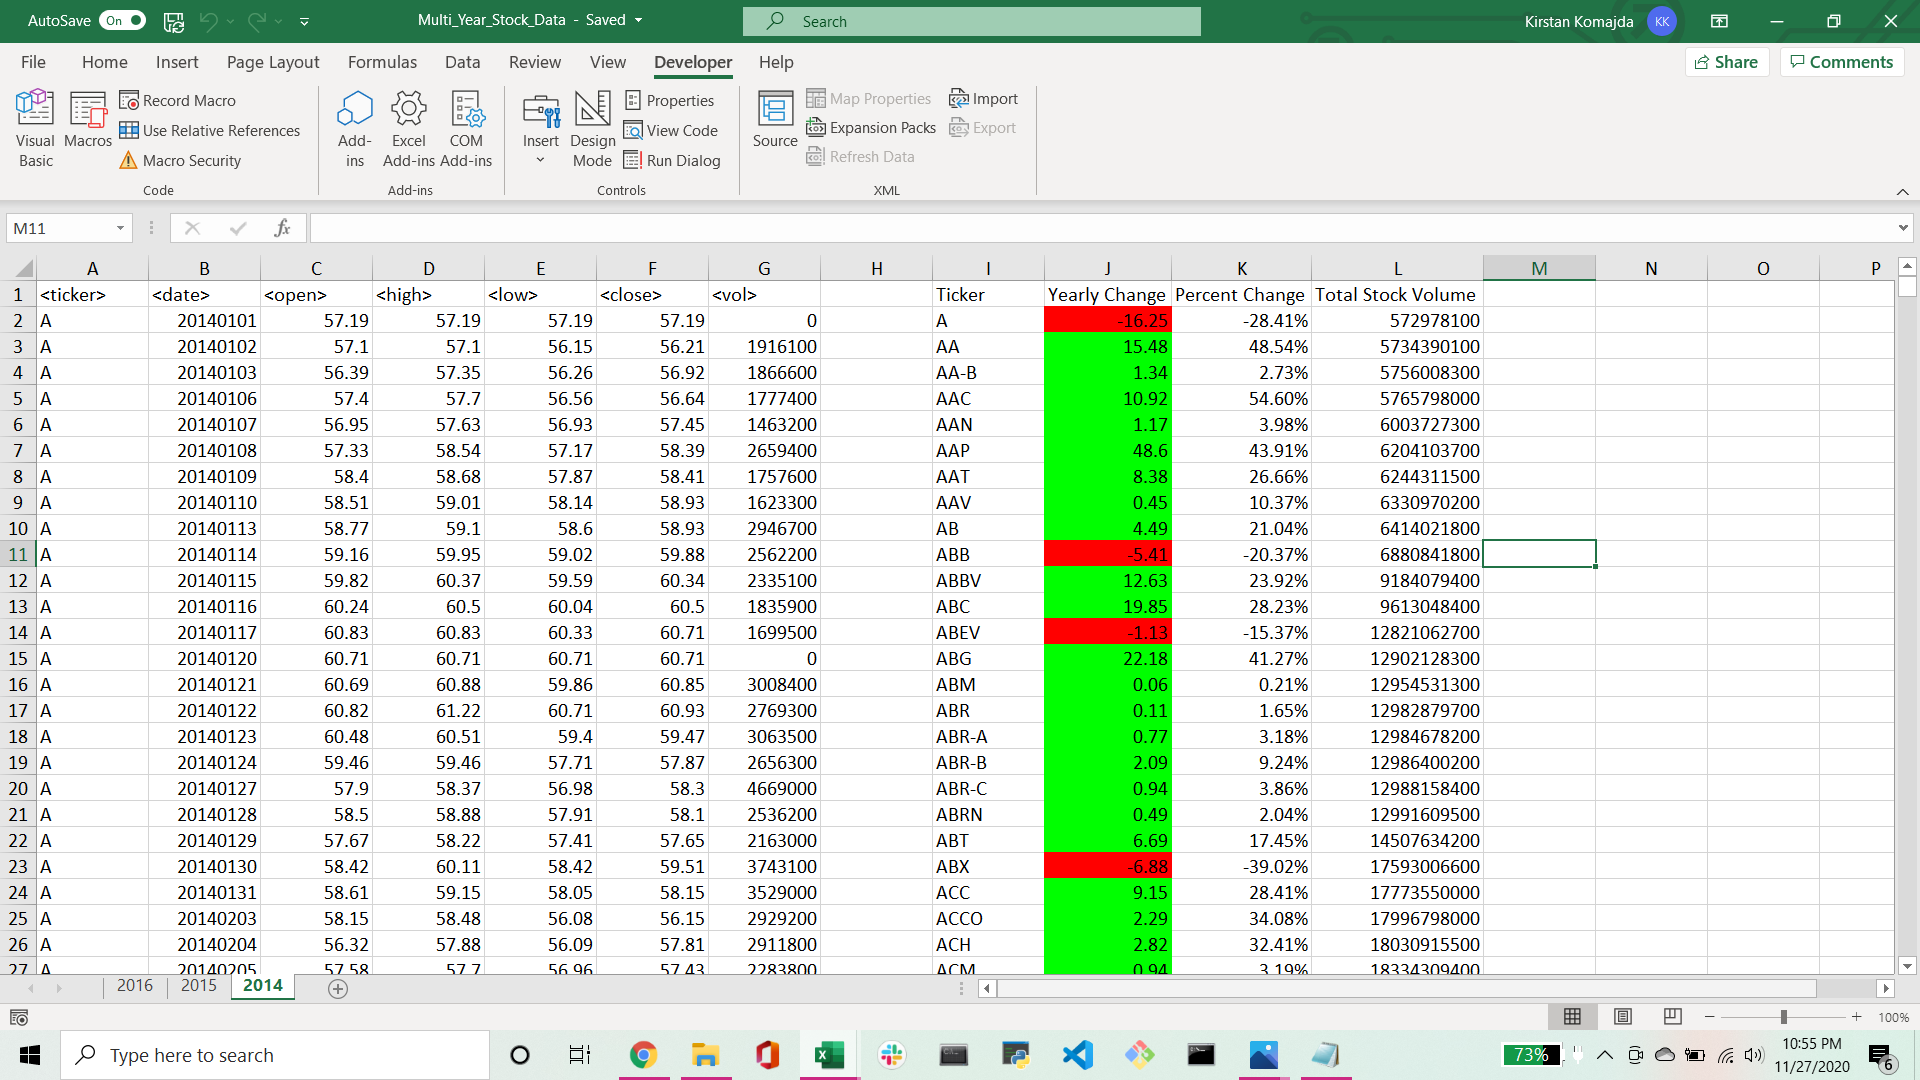 AutoSave On Multi_Year_Stock_Data - Saved Search Kirstan Komajda KK
File Home Insert Page Layout Formulas Data Review View Developer Help Share Comments
Visual Basic
Macros
Record Macro
Use Relative References
Macro Security
Code
Add-ins
Excel Add-ins
COM Add-ins
Add-ins
Insert
Design Mode
Properties
View Code
Run Dialog
Controls
Source
Map Properties
Expansion Packs
Refresh Data
Import
Export
XML
M11 fx
A B C D E F G H I J K L M N O P
1 <ticker> <date> <open> <high> <low> <close> <vol> Ticker Yearly Change Percent Change Total Stock Volume
2 A 20140101 57.19 57.19 57.19 57.19 0 A -16.25 -28.41% 572978100
3 A 20140102 57.1 57.1 56.15 56.21 1916100 AA 15.48 48.54% 5734390100
4 A 20140103 56.39 57.35 56.26 56.92 1866600 AA-B 1.34 2.73% 5756008300
5 A 20140106 57.4 57.7 56.56 56.64 1777400 AAC 10.92 54.60% 5765798000
6 A 20140107 56.95 57.63 56.93 57.45 1463200 AAN 1.17 3.98% 6003727300
7 A 20140108 57.33 58.54 57.17 58.39 2659400 AAP 48.6 43.91% 6204103700
8 A 20140109 58.4 58.68 57.87 58.41 1757600 AAT 8.38 26.66% 6244311500
9 A 20140110 58.51 59.01 58.14 58.93 1623300 AAV 0.45 10.37% 6330970200
10 A 20140113 58.77 59.1 58.6 58.93 2946700 AB 4.49 21.04% 6414021800
11 A 20140114 59.16 59.95 59.02 59.88 2562200 ABB -5.41 -20.37% 6880841800
12 A 20140115 59.82 60.37 59.59 60.34 2335100 ABBV 12.63 23.92% 9184079400
13 A 20140116 60.24 60.5 60.04 60.5 1835900 ABC 19.85 28.23% 9613048400
14 A 20140117 60.83 60.83 60.33 60.71 1699500 ABEV -1.13 -15.37% 12821062700
15 A 20140120 60.71 60.71 60.71 60.71 0 ABG 22.18 41.27% 12902128300
16 A 20140121 60.69 60.88 59.86 60.85 3008400 ABM 0.06 0.21% 12954531300
17 A 20140122 60.82 61.22 60.71 60.93 2769300 ABR 0.11 1.65% 12982879700
18 A 20140123 60.48 60.51 59.4 59.47 3063500 ABR-A 0.77 3.18% 12984678200
19 A 20140124 59.46 59.46 57.71 57.87 2656300 ABR-B 2.09 9.24% 12986400200
20 A 20140127 57.9 58.37 56.98 58.3 4669000 ABR-C 0.94 3.86% 12988158400
21 A 20140128 58.5 58.88 57.91 58.1 2536200 ABRN 0.49 2.04% 12991609500
22 A 20140129 57.67 58.22 57.41 57.65 2163000 ABT 6.69 17.45% 14507634200
23 A 20140130 58.42 60.11 58.42 59.51 3743100 ABX -6.88 -39.02% 17593006600
24 A 20140131 58.61 59.15 58.05 58.15 3529000 ACC 9.15 28.41% 17773550000
25 A 20140203 58.15 58.48 56.08 56.15 2929200 ACCO 2.29 34.08% 17996798000
26 A 20140204 56.32 57.88 56.09 57.81 2911800 ACH 2.82 32.41% 18030915500
27 A 20140205 57.58 57.7 56.96 57.43 2283800 ACM 0.94 3.19% 18334309400
2016 2015 2014
100%
Type here to search
73%
10:55 PM
11/27/2020
6